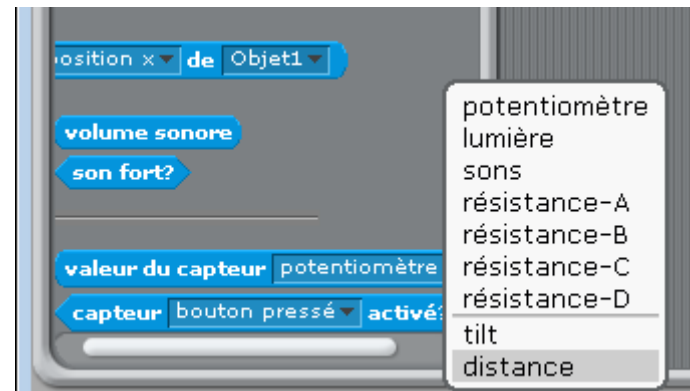 osition x de Objet1
volume sonore
son fort?
valeur du capteur potentiomètre
capteur bouton pressé activé?
potentiomètre
lumière
sons
résistance-A
résistance-B
résistance-C
résistance-D
tilt
distance